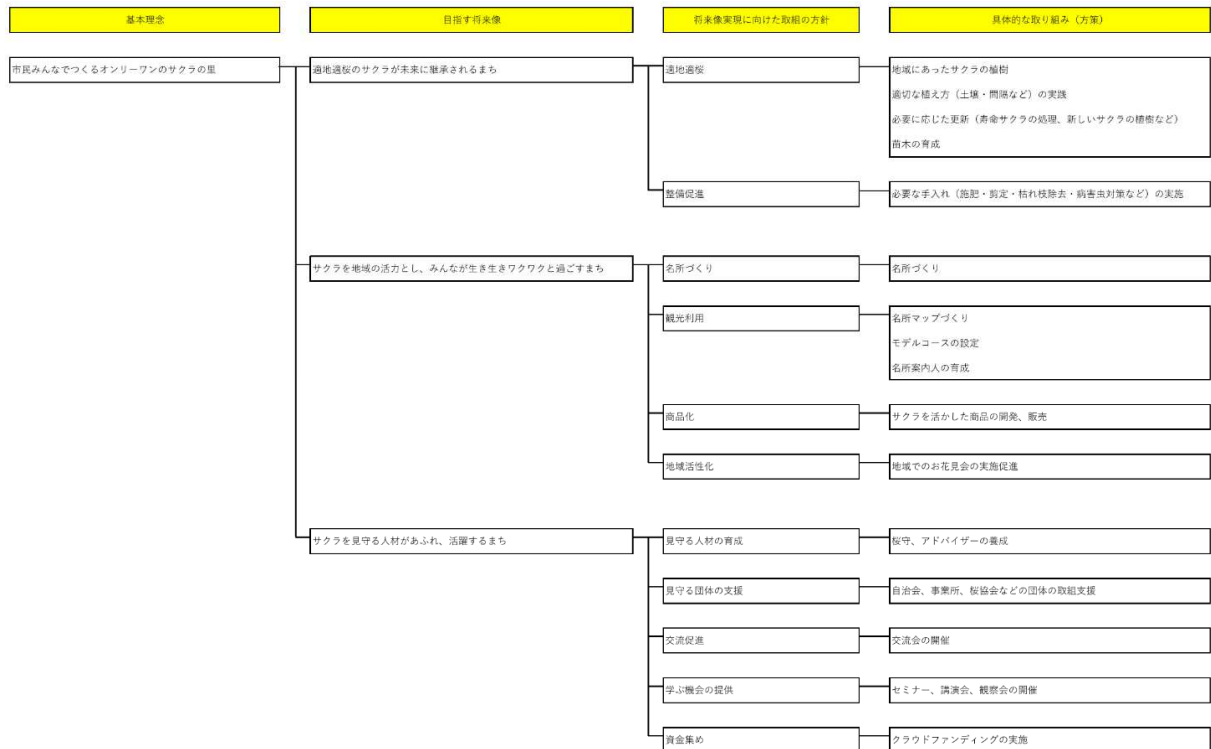 基本理念
目指す将来像
将来像実現に向けた取組の方針
具体的な取り組み（方策）
市民みんなでつくるオンリーワンのサクラの里
適地適桜のサクラが未来に継承されるまち
適地適桜
地域にあったサクラの植樹
適切な植え方（土壌・間隔など）の実践
必要に応じた更新（寿命サクラの処理、新しいサクラの植樹など）
苗木の育成
整備促進
必要な手入れ（施肥・剪定・枯れ枝除去・病害虫対策など）の実施
サクラを地域の活力とし、みんなが生き生きワクワクと過ごすまち
名所づくり
名所づくり
観光利用
名所マップづくり
モデルコースの設定
名所案内人の育成
商品化
サクラを活かした商品の開発、販売
地域活性化
地域でのお花見会の実施促進
サクラを見守る人材があふれ、活躍するまち
見守る人材の育成
桜守、アドバイザーの養成
見守る団体の支援
自治会、事業所、桜協会などの団体の取組支援
交流促進
交流会の開催
学ぶ機会の提供
セミナー、講演会、観察会の開催
資金集め
クラウドファンディングの実施